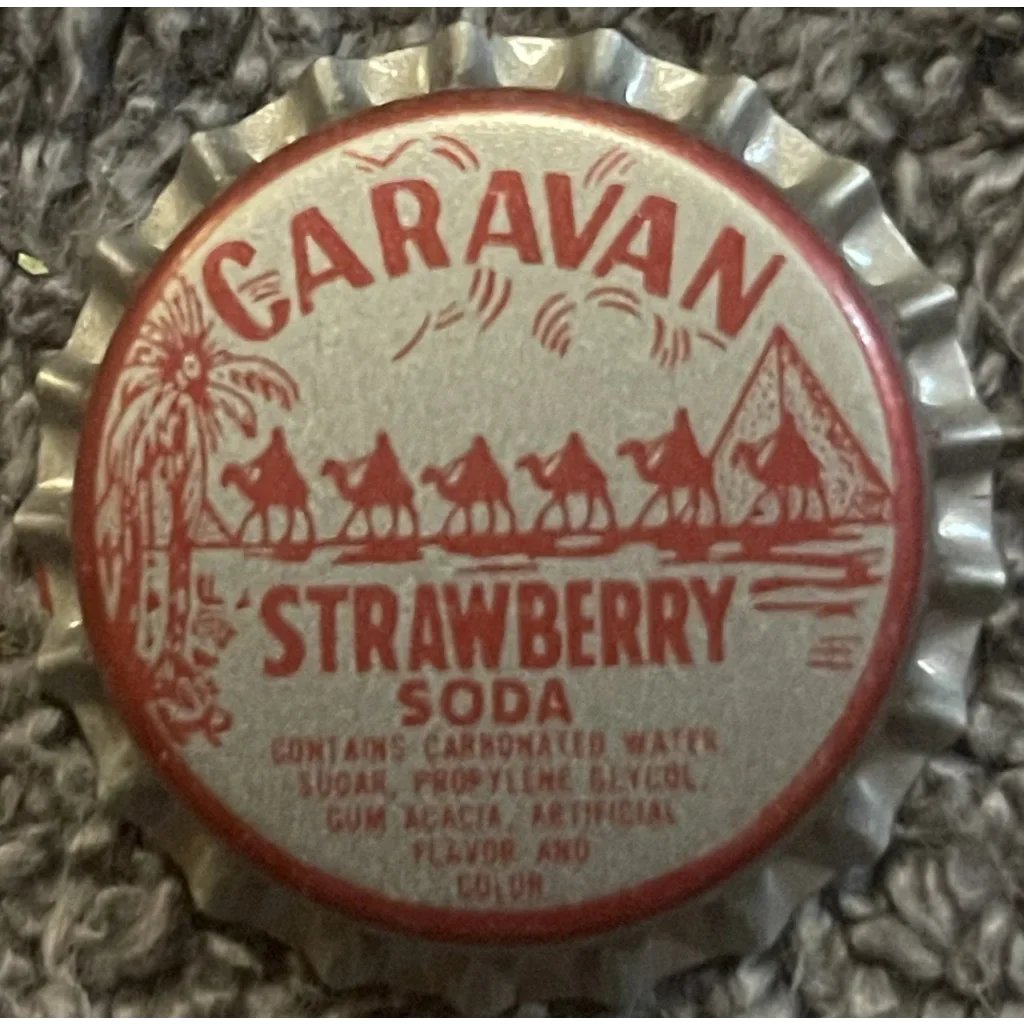 CARAVAN
STRAWBERRY
SODA
CONTAINS CARBONATED WATER
SUGAR, PROPYLENE GLYCOL,
GUM ACACIA, ARTIFICIAL
FLAVOR AND
COLOR